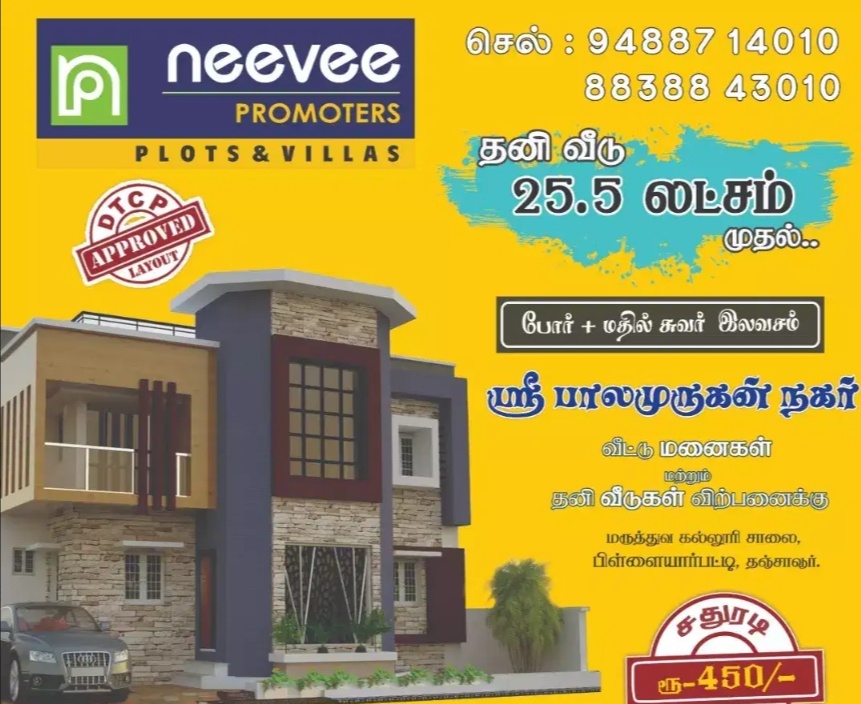 neevee
PROMOTERS
PLOTS & VILLAS
DTCP
APPROVED
LAYOUT
செல் : 94887 14010
88388 43010
தனி வீடு
25.5 லட்சம்
முதல்..
போர் + மதில் சுவர் இலவசம்
ஸ்ரீ பாலமுருகன் நகர்
வீட்டு மனைகள்
மற்றும்
தனி வீடுகள் விற்பனைக்கு
மருத்துவ கல்லூரி சாலை,
பிள்ளையார்பட்டி, தஞ்சாவூர்.
சதுரடி
ரூ-450/-